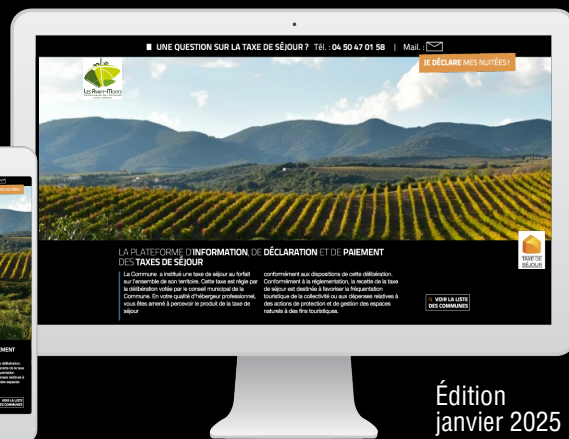 ■ UNE QUESTION SUR LA TAXE DE SÉJOUR ? Tél. : 04 50 47 01 58 | Mail. :
JE DÉCLARE MES NUITÉES !
LES AVANT-MONTS
LA PLATEFORME D'INFORMATION, DE DÉCLARATION ET DE PAIEMENT
DES TAXES DE SÉJOUR
La Commune a institué une taxe de séjour au forfait
sur l'ensemble de son territoire. Cette taxe est régie par
la délibération votée par le conseil municipal de la
Commune. En votre qualité d'hébergeur professionnel,
vous êtes amené à percevoir le produit de la taxe de
séjour
conformément aux dispositions de cette délibération.
Conformément à la réglementation, la recette de la taxe
de séjour est destinée à favoriser la fréquentation
touristique de la collectivité ou aux dépenses relatives à
des actions de protection et de gestion des espaces
naturels à des fins touristiques.
TAXE DE
SÉJOUR
VOIR LA LISTE
DES COMMUNES
EMENT
VOIR LA LISTE
DES COMMUNES
Édition
janvier 2025